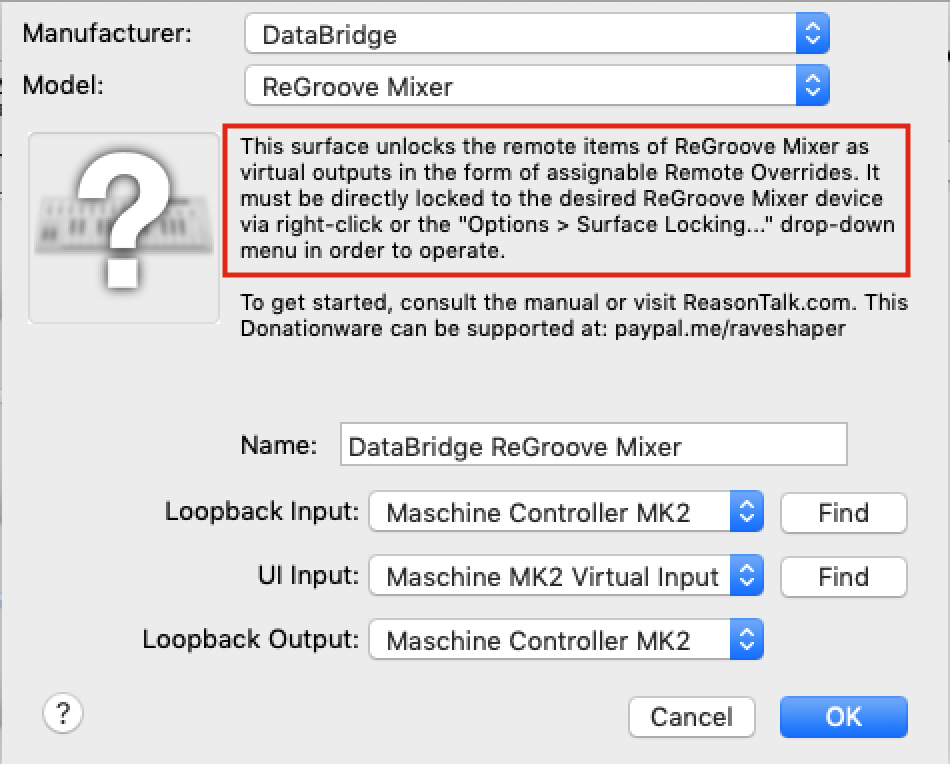 Manufacturer: DataBridge
Model: ReGroove Mixer
?
This surface unlocks the remote items of ReGroove Mixer as
virtual outputs in the form of assignable Remote Overrides. It
must be directly locked to the desired ReGroove Mixer device
via right-click or the "Options > Surface Locking..." drop-down
menu in order to operate.
To get started, consult the manual or visit ReasonTalk.com. This
Donationware can be supported at: paypal.me/raveshaper
Name: DataBridge ReGroove Mixer
Loopback Input: Maschine Controller MK2 Find
UI Input: Maschine MK2 Virtual Input Find
Loopback Output: Maschine Controller MK2
? Cancel OK